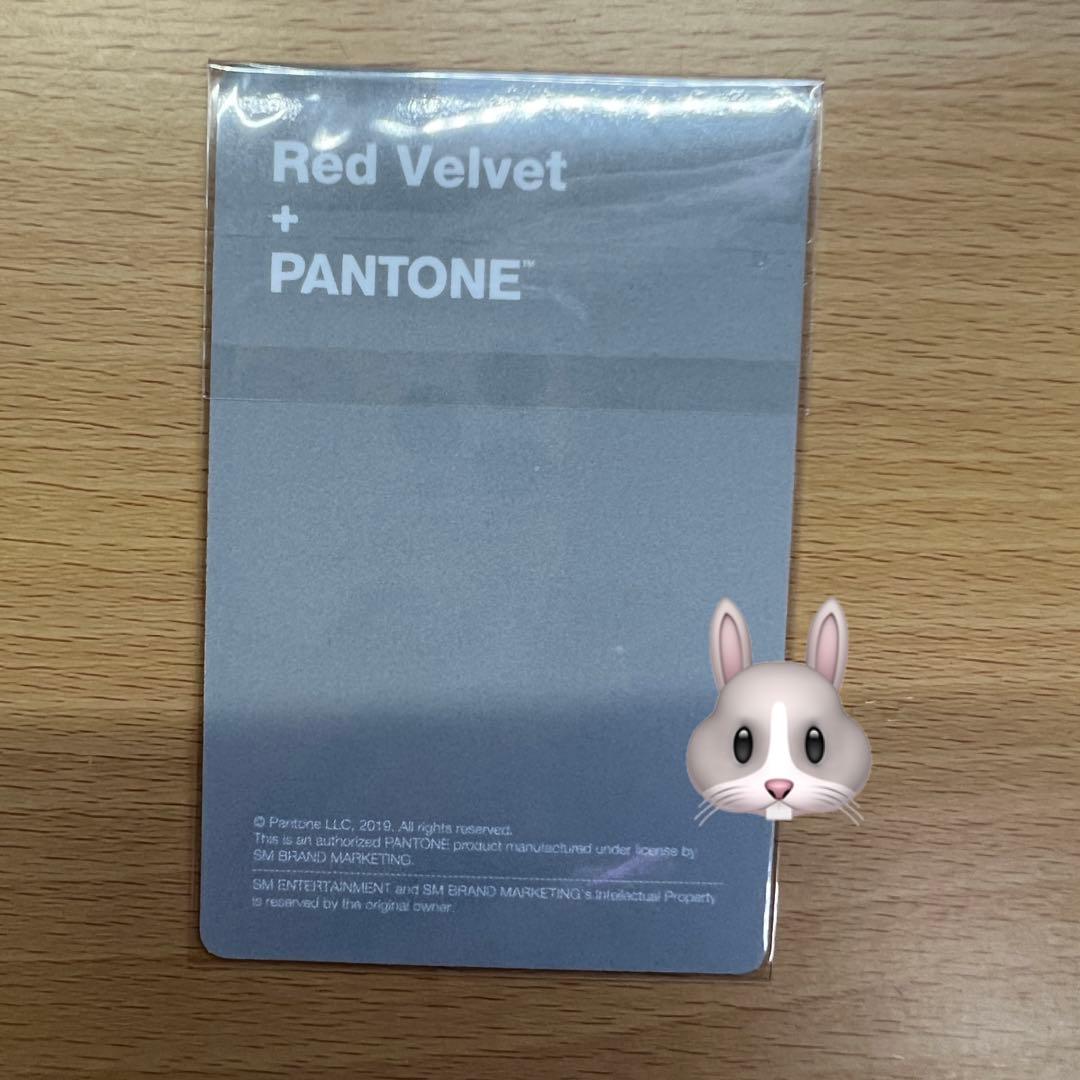 Red Velvet
+
PANTONE™
© Pantone LLC, 2019. All rights reserved.
This is an authorized PANTONE product manufactured under license by
SM BRAND MARKETING.
SM ENTERTAINMENT and SM BRAND MARKETING's Intellectual Property
is reserved by the original owner.